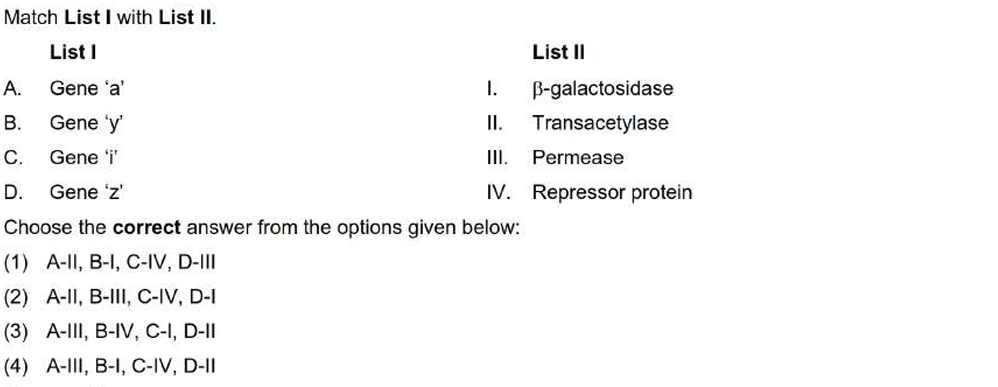 Match List I with List II.
List I List II
A. Gene ‘a’ I. β-galactosidase
B. Gene ‘y’ II. Transacetylase
C. Gene ‘i’ III. Permease
D. Gene ‘z’ IV. Repressor protein
Choose the correct answer from the options given below:
(1) A-II, B-I, C-IV, D-III
(2) A-II, B-III, C-IV, D-I
(3) A-III, B-IV, C-I, D-II
(4) A-III, B-I, C-IV, D-II